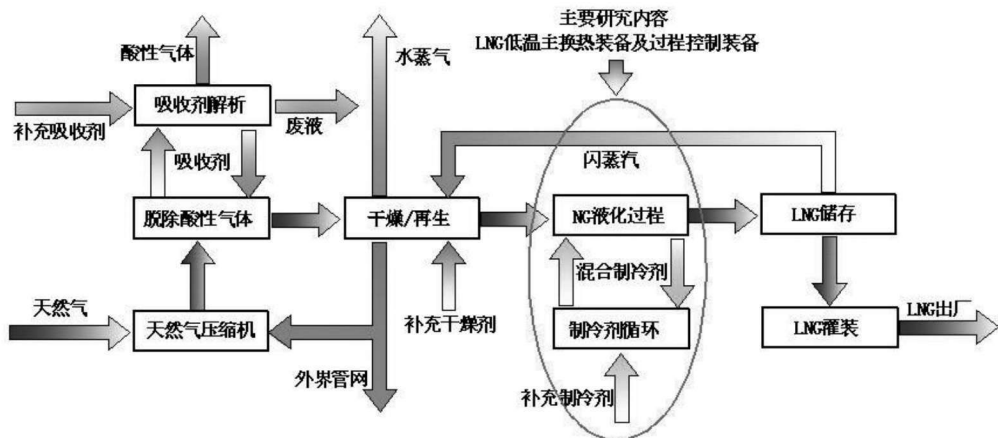 主要研究内容
LNG低温主换热装备及过程控制装备
酸性气体
水蒸气
吸收剂解析
补充吸收剂
废液
吸收剂
闪蒸汽
脱除酸性气体
干燥/再生
NG液化过程
LNG储存
混合制冷剂
天然气
补充干燥剂
天然气压缩机
制冷剂循环
LNG灌装
LNG出厂
外界管网
补充制冷剂